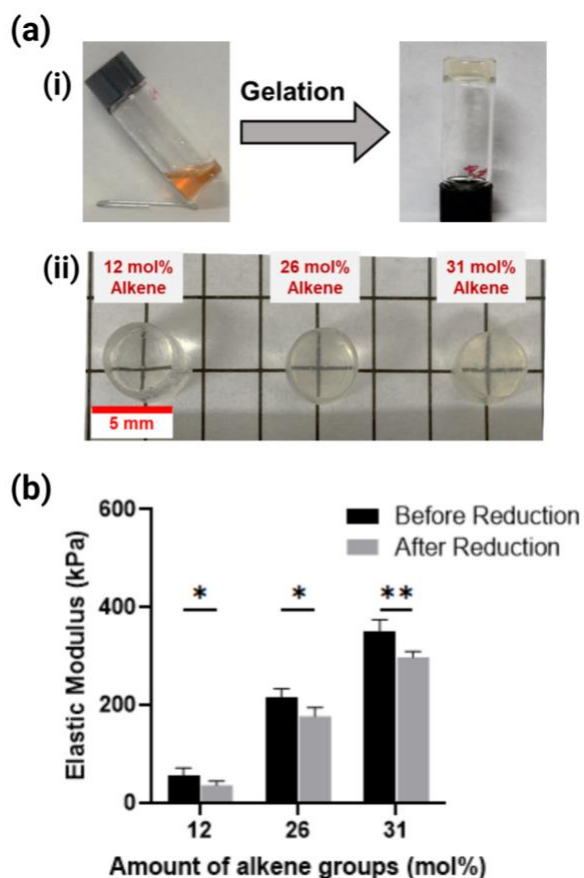 (a)
(i)
Gelation
(ii)
12 mol%
Alkene
26 mol%
Alkene
31 mol%
Alkene
5 mm
(b)
600
400
200
0
Elastic Modulus (kPa)
Before Reduction
After Reduction
*
*
**
12
26
31
Amount of alkene groups (mol%)